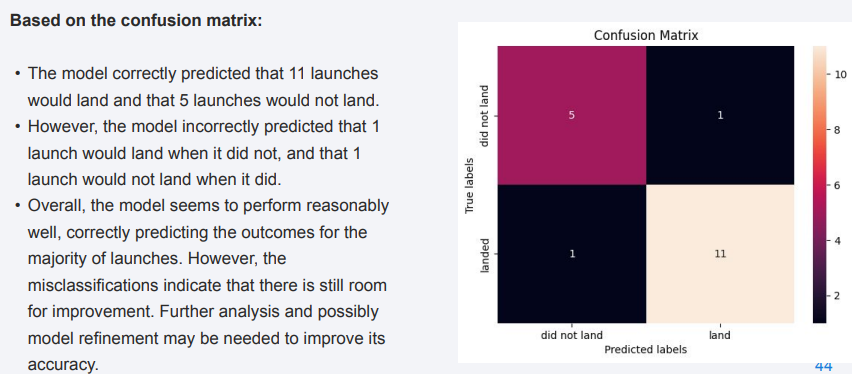 Based on the confusion matrix:
• The model correctly predicted that 11 launches
would land and that 5 launches would not land.
• However, the model incorrectly predicted that 1
launch would land when it did not, and that 1
launch would not land when it did.
• Overall, the model seems to perform reasonably
well, correctly predicting the outcomes for the
majority of launches. However, the
misclassifications indicate that there is still room
for improvement. Further analysis and possibly
model refinement may be needed to improve its
accuracy.
Confusion Matrix
True labels
did not land
landed
5
1
1
11
did not land
land
Predicted labels
10
8
6
4
2
44